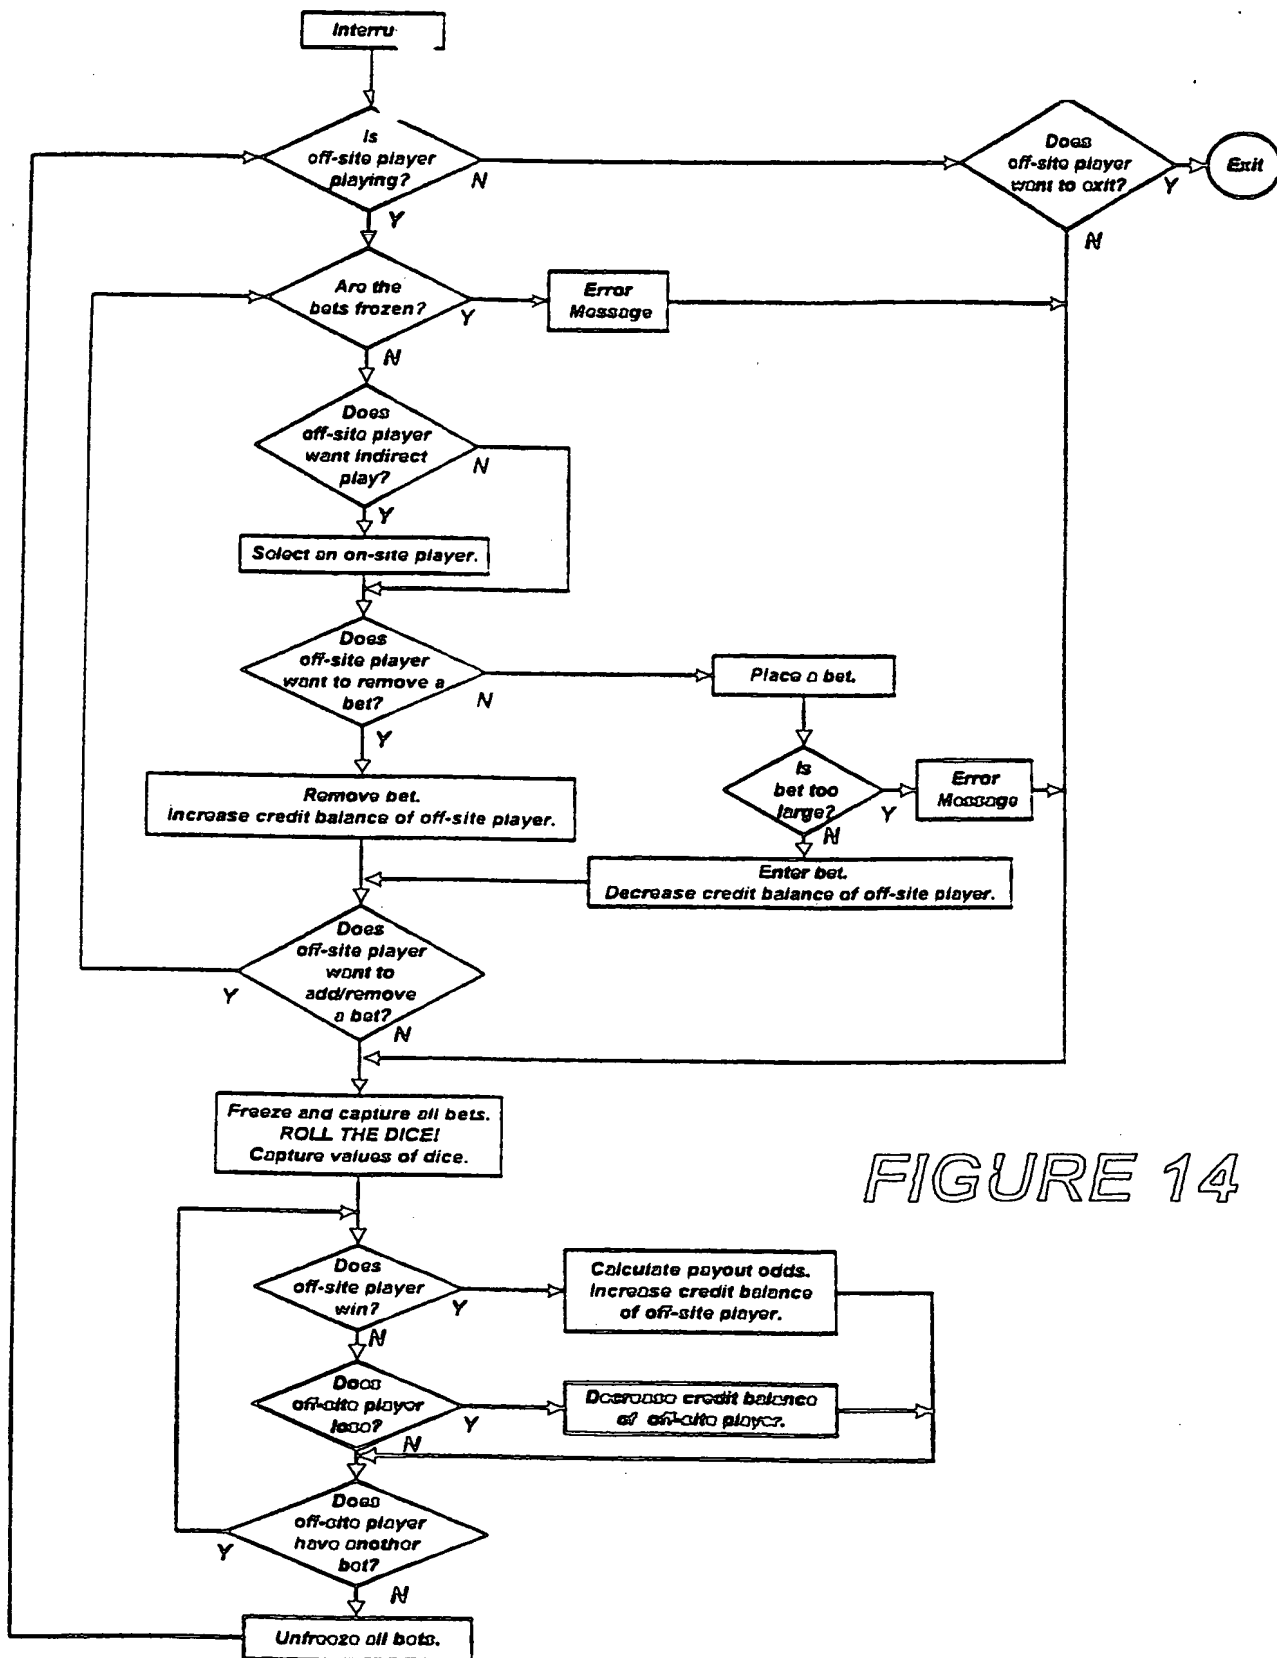 Interru
Is
off-site player
playing?
N
Y
Does
off-site player
want to exit?
Y
Exit
N
Are the
bets frozen?
Y
N
Error
Message
Does
off-site player
want indirect
play?
N
Y
Select an on-site player.
Does
off-site player
want to remove a
bet?
N
Y
Place a bet.
Is
bet too
large?
Y
N
Error
Message
Remove bet.
Increase credit balance of off-site player.
Enter bet.
Decrease credit balance of off-site player.
Does
off-site player
want to
add/remove
a bet?
Y
N
Freeze and capture all bets.
ROLL THE DICE!
Capture values of dice.
FIGURE 14
Does
off-site player
win?
Y
N
Calculate payout odds.
Increase credit balance
of off-site player.
Does
off-site player
lose?
Y
N
Decrease credit balance
of off-site player.
Does
off-site player
have another
bet?
Y
N
Unfreeze all bets.